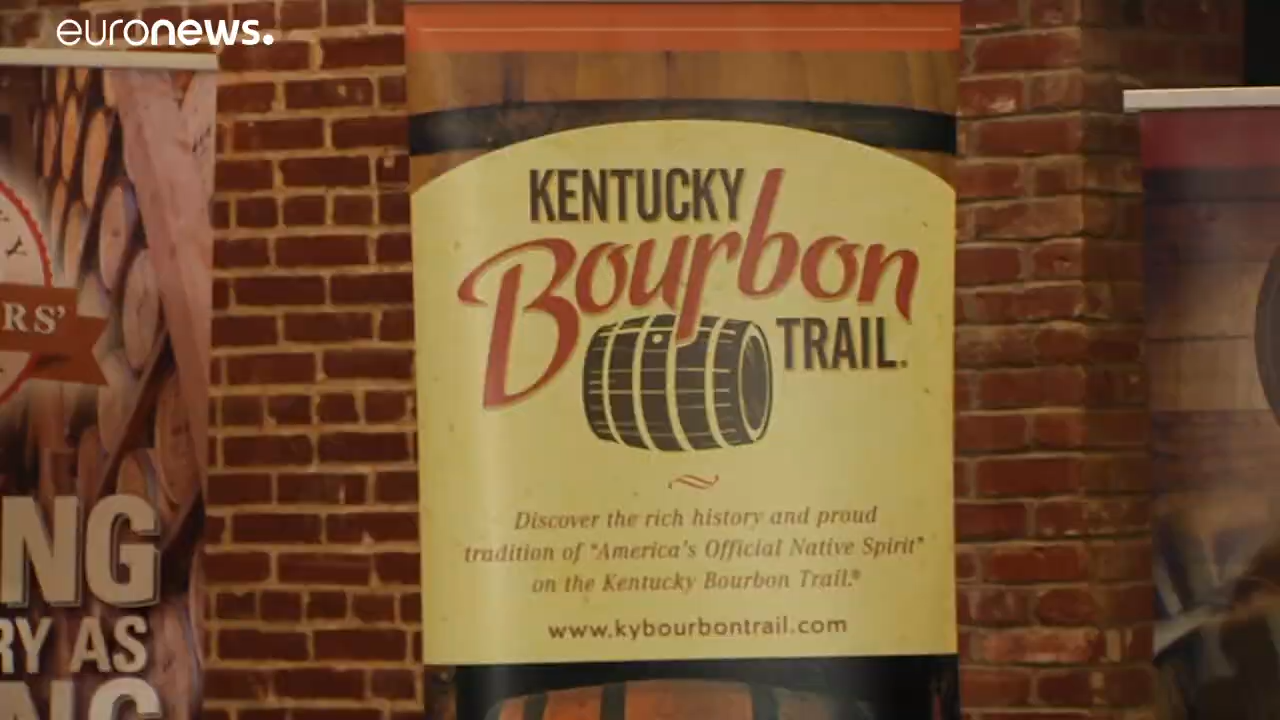 euronews.
KENTUCKY
Bourbon
TRAIL.
Discover the rich history and proud
tradition of "America's Official Native Spirit"
on the Kentucky Bourbon Trail.®
www.kybourbontrail.com
RS'
NG
RY AS
NG